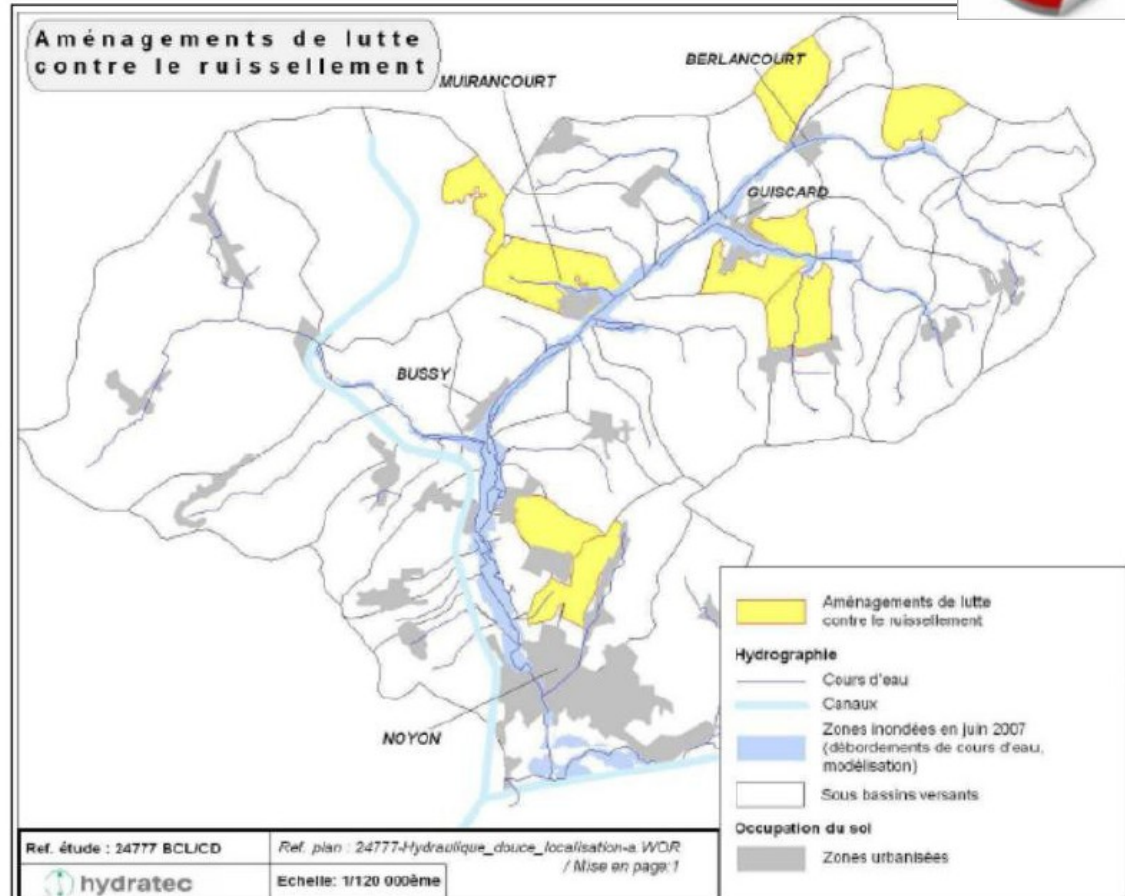 Aménagements de lutte
contre le ruissellement
MUIRANCOURT
BERLANCOURT
GUISCARD
BUSSY
NOYON
Aménagements de lutte
contre le ruissellement
Hydrographie
Cours d'eau
Canaux
Zones inondées en juin 2007
(débordements de cours d'eau,
modélisation)
Sous bassins versants
Occupation du sol
Zones urbanisées
Ref. étude : 24777 BCL/CD
Ref. plan : 24777-Hydraulique_douce_localisation-a.WOR
/ Mise en page:1
hydratec
Echelle: 1/120 000ème